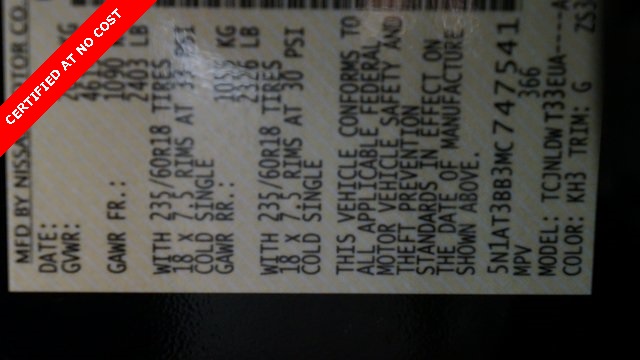 CERTIFIED AT NO COST
MFD BY NISSAN MOTOR CO.
DATE:
GVWR: KG
GAWR FR.: 1090
2403 LB
WITH 235/60R18 TIRES
18 X 7.5 RIMS AT 33 PSI
COLD SINGLE
GAWR RR.: KG
LB
WITH 235/60R18 TIRES
18 X 7.5 RIMS AT 30 PSI
COLD SINGLE
THIS VEHICLE CONFORMS TO
ALL APPLICABLE FEDERAL
MOTOR VEHICLE SAFETY AND
THEFT PREVENTION
STANDARDS IN EFFECT ON
THE DATE OF MANUFACTURE
SHOWN ABOVE.
5N1AT3BB3MC747541
MPV 366
MODEL: TCJNLDWT33EUA----A
COLOR: KH3 TRIM: G ZS3